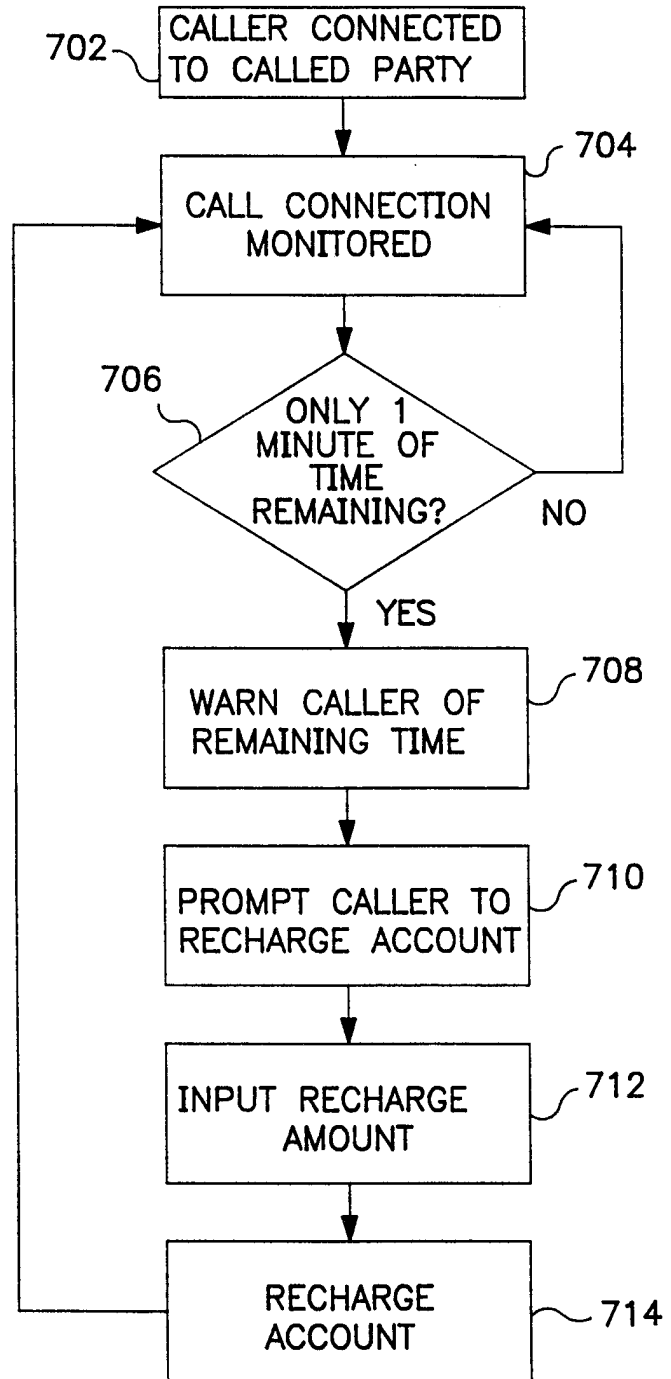 702
CALLER CONNECTED
TO CALLED PARTY
704
CALL CONNECTION
MONITORED
706
ONLY 1
MINUTE OF
TIME
REMAINING?
NO
YES
708
WARN CALLER OF
REMAINING TIME
710
PROMPT CALLER TO
RECHARGE ACCOUNT
712
INPUT RECHARGE
AMOUNT
RECHARGE
ACCOUNT
714